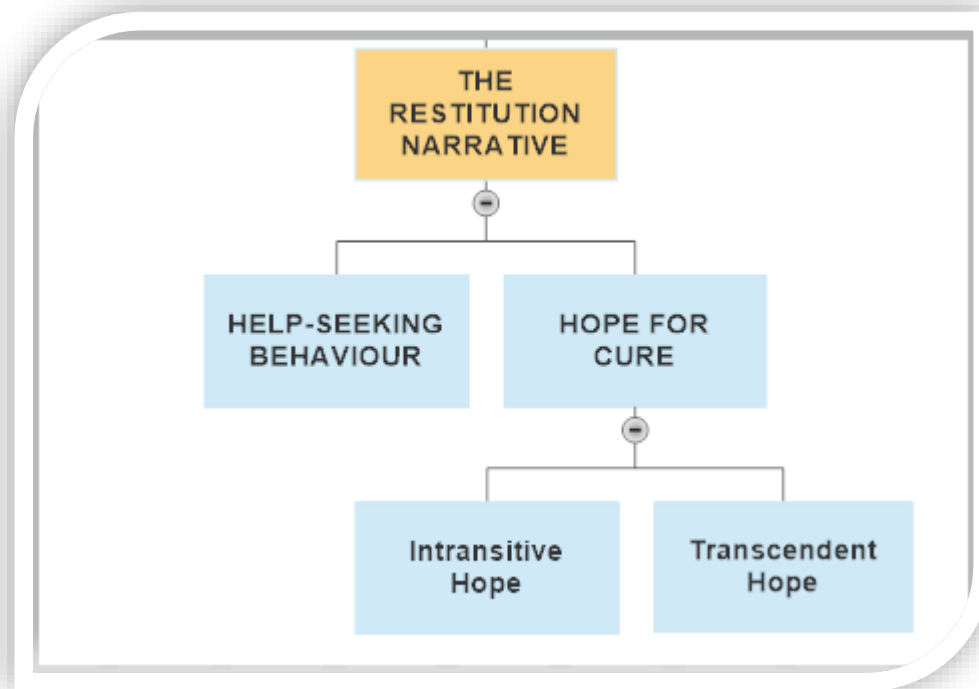 THE
RESTITUTION
NARRATIVE
HELP-SEEKING
BEHAVIOUR
HOPE FOR
CURE
Intransitive
Hope
Transcendent
Hope